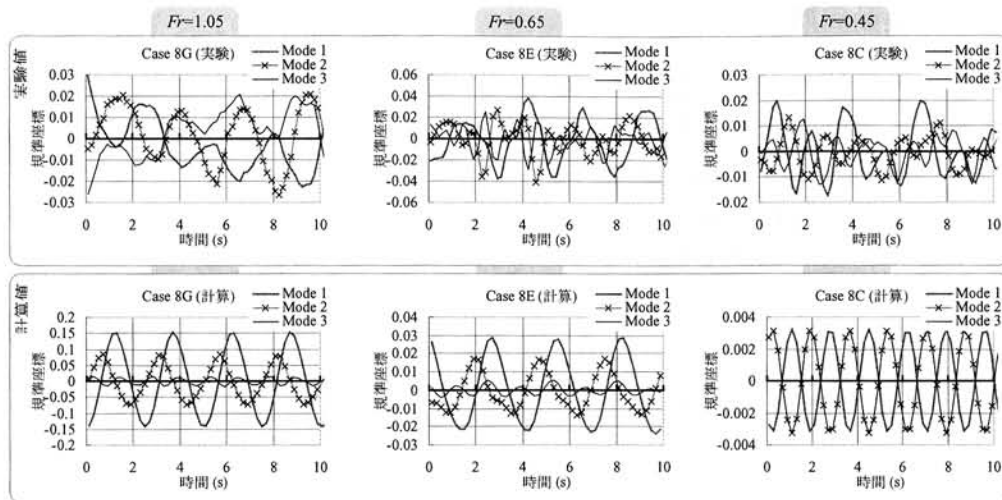 Fr=1.05
Fr=0.65
Fr=0.45
実験値
Case 8G (実験)
Mode 1
Mode 2
Mode 3
規準座標
0.03
0.02
0.01
0
-0.01
-0.02
-0.03
0 2 4 6 8 10
時間 (s)
Case 8E (実験)
Mode 1
Mode 2
Mode 3
規準座標
0.06
0.04
0.02
0
-0.02
-0.04
-0.06
0 2 4 6 8 10
時間 (s)
Case 8C (実験)
Mode 1
Mode 2
Mode 3
規準座標
0.03
0.02
0.01
0
-0.01
-0.02
0 2 4 6 8 10
時間 (s)
計算値
Case 8G (計算)
Mode 1
Mode 2
Mode 3
規準座標
0.2
0.15
0.1
0.05
0
-0.05
-0.1
-0.15
-0.2
0 2 4 6 8 10
時間 (s)
Case 8E (計算)
Mode 1
Mode 2
Mode 3
規準座標
0.04
0.03
0.02
0.01
0
-0.01
-0.02
-0.03
0 2 4 6 8 10
時間 (s)
Case 8C (計算)
Mode 1
Mode 2
Mode 3
規準座標
0.004
0.002
0
-0.002
-0.004
0 2 4 6 8 10
時間 (s)